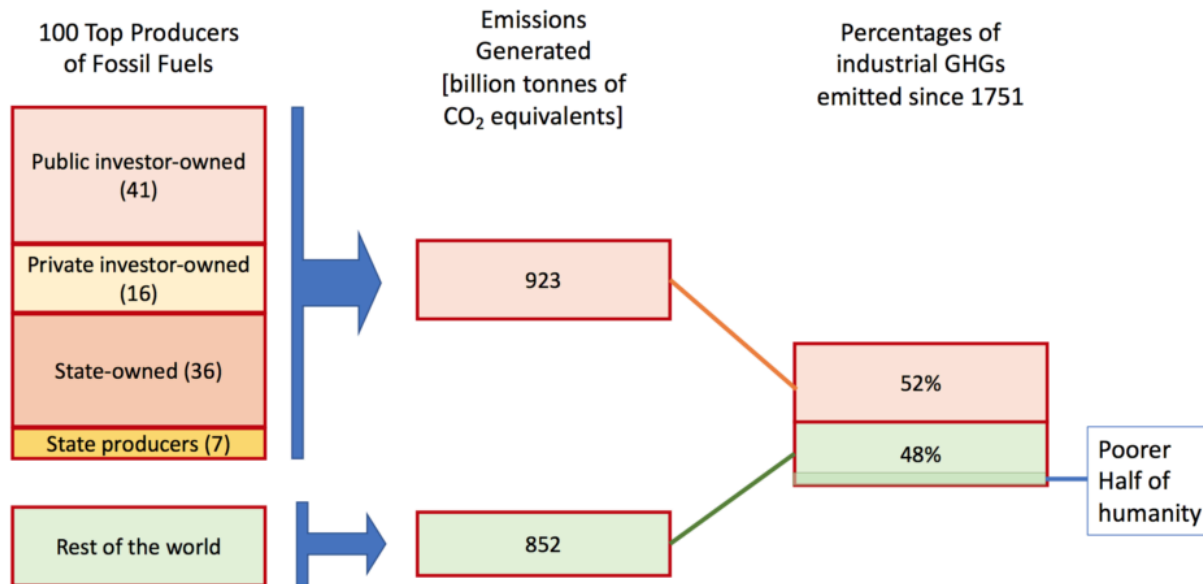 100 Top Producers
of Fossil Fuels
Emissions
Generated
[billion tonnes of
CO₂ equivalents]
Percentages of
industrial GHGs
emitted since 1751
Public investor-owned
(41)
Private investor-owned
(16)
State-owned (36)
State producers (7)
923
52%
48%
Poorer
Half of
humanity
Rest of the world
852